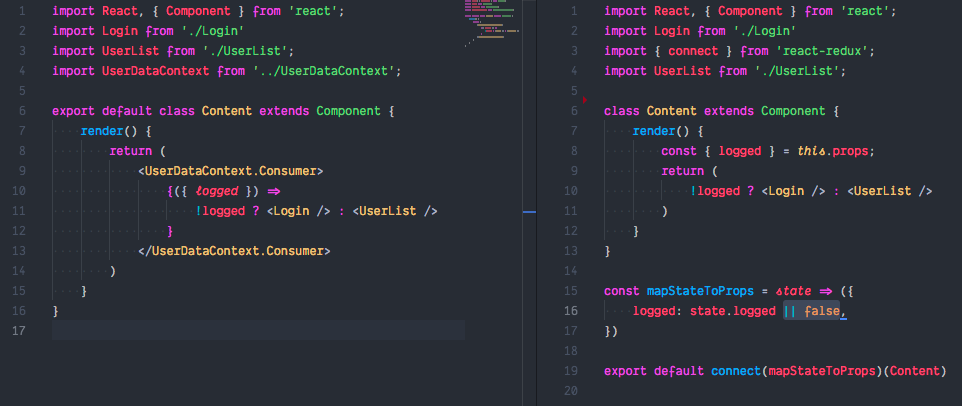 1 import React, { Component } from 'react';
2 import Login from './Login'
3 import UserList from './UserList';
4 import UserDataContext from '../UserDataContext';
5
6 export default class Content extends Component {
7 render() {
8 return (
9 <UserDataContext.Consumer>
10 {({ logged }) =>
11 !logged ? <Login /> : <UserList />
12 }
13 </UserDataContext.Consumer>
14 )
15 }
16 }
17
1 import React, { Component } from 'react';
2 import Login from './Login'
3 import { connect } from 'react-redux';
4 import UserList from './UserList';
5
6 class Content extends Component {
7 render() {
8 const { logged } = this.props;
9 return (
10 !logged ? <Login /> : <UserList />
11 )
12 }
13 }
14
15 const mapStateToProps = state => ({
16 logged: state.logged || false,
17 })
18
19 export default connect(mapStateToProps)(Content)
20